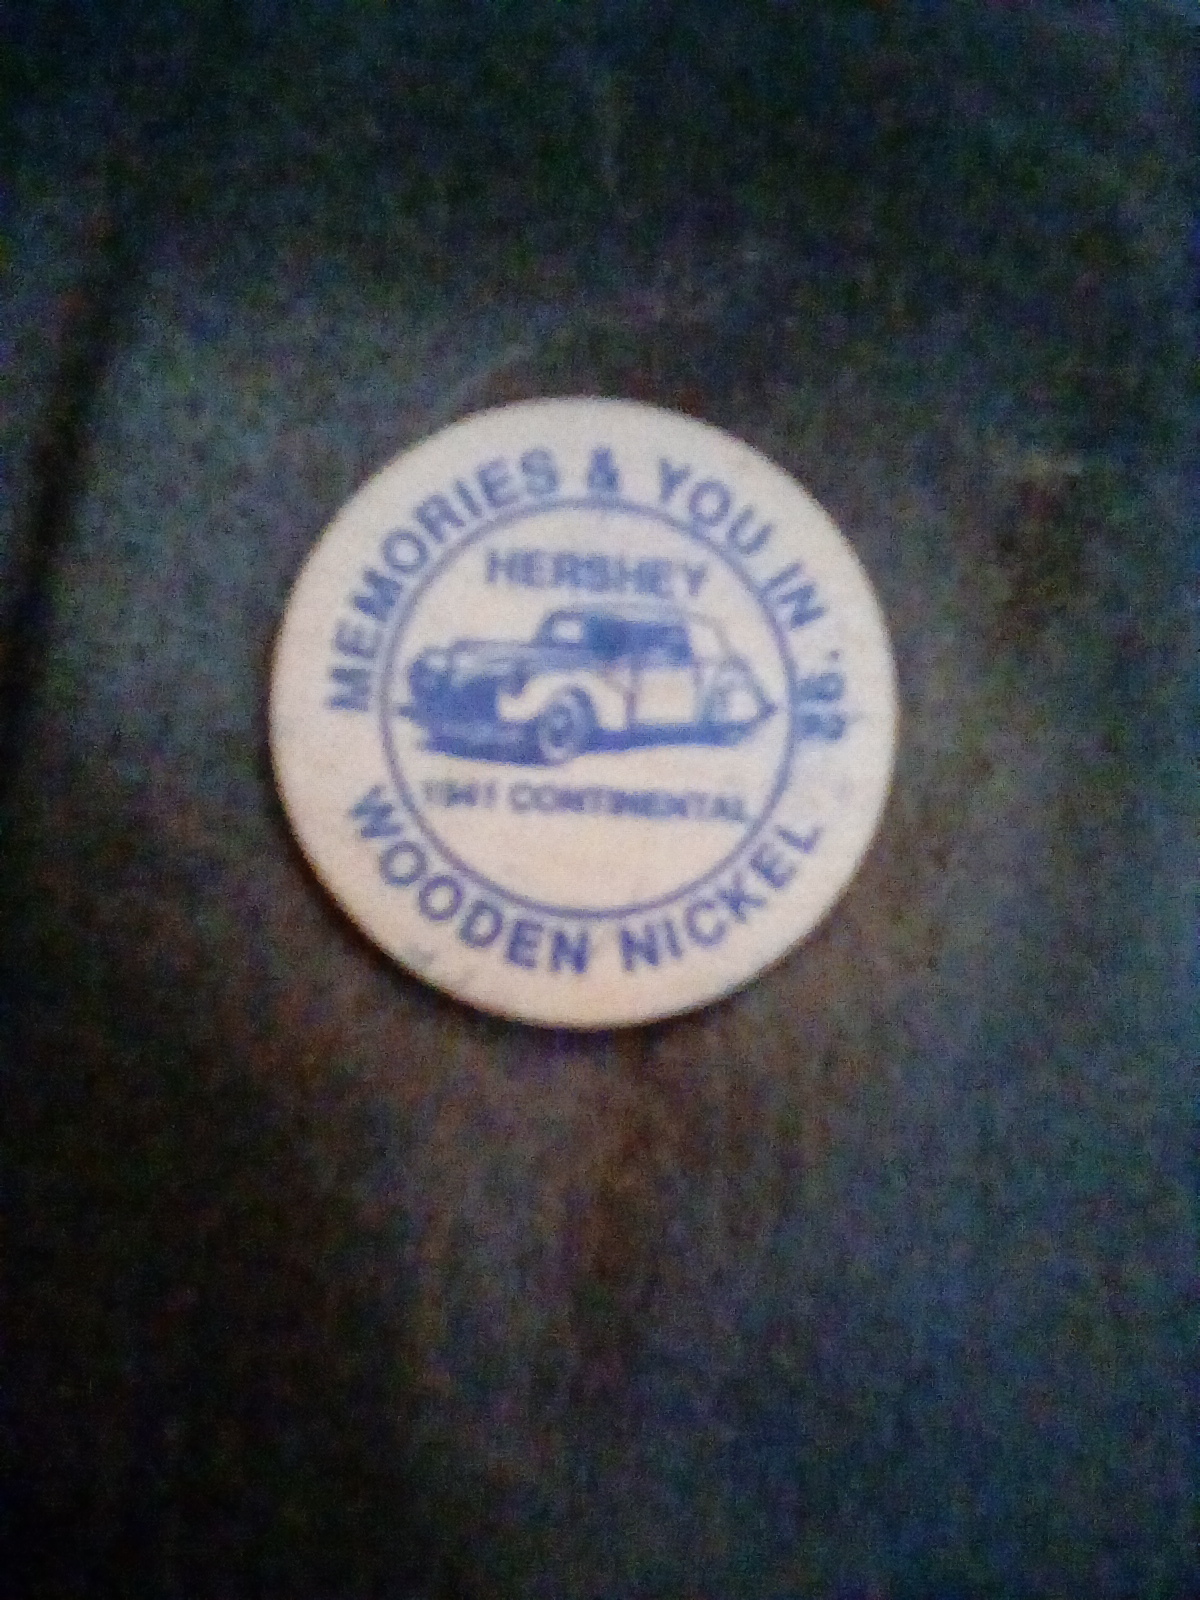 MEMORIES & YOU IN '92
HERSHEY
1941 CONTINENTAL
WOODEN NICKEL